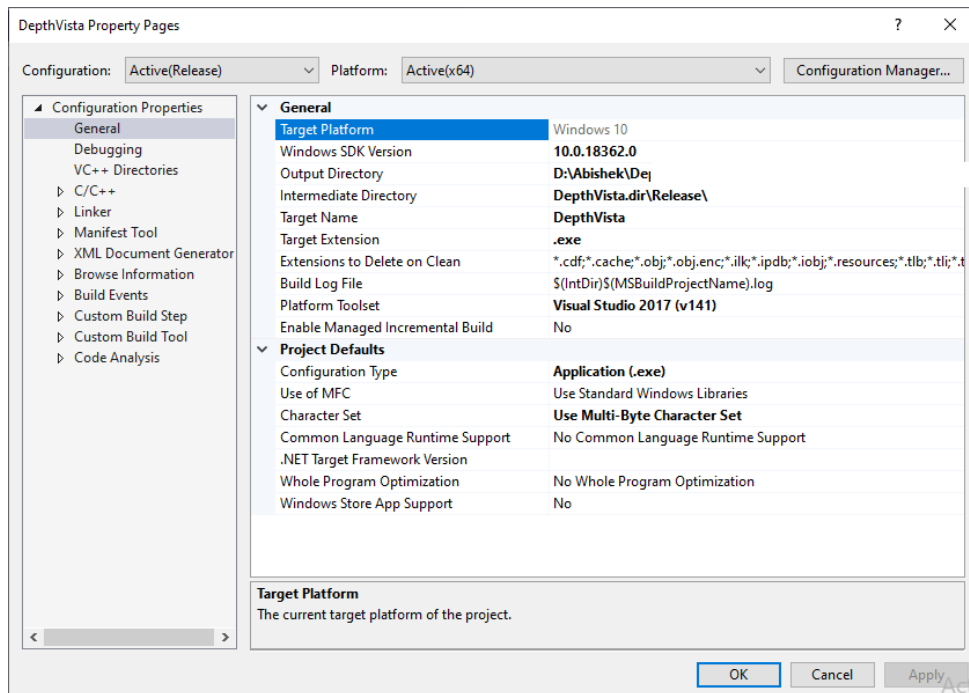 DepthVista Property Pages
?
Configuration: Active(Release) Platform: Active(x64) Configuration Manager...
Configuration Properties
General
Debugging
VC++ Directories
C/C++
Linker
Manifest Tool
XML Document Generator
Browse Information
Build Events
Custom Build Step
Custom Build Tool
Code Analysis
General
Target Platform Windows 10
Windows SDK Version 10.0.18362.0
Output Directory D:\Abishek\De
Intermediate Directory DepthVista.dir\Release\
Target Name DepthVista
Target Extension .exe
Extensions to Delete on Clean *.cdf;*.cache;*.obj;*.obj.enc;*.ilk;*.ipdb;*.iobj;*.resources;*.tlb;*.tli;*.t
Build Log File $(IntDir)$(MSBuildProjectName).log
Platform Toolset Visual Studio 2017 (v141)
Enable Managed Incremental Build No
Project Defaults
Configuration Type Application (.exe)
Use of MFC Use Standard Windows Libraries
Character Set Use Multi-Byte Character Set
Common Language Runtime Support No Common Language Runtime Support
.NET Target Framework Version
Whole Program Optimization No Whole Program Optimization
Windows Store App Support No
Target Platform
The current target platform of the project.
OK Cancel Apply
Act